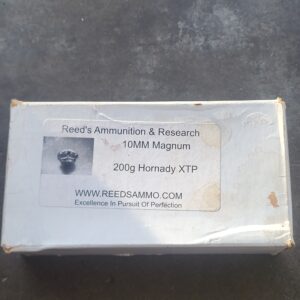 Reed's Ammunition & Research
10MM Magnum
200g Hornady XTP
WWW.REEDSAMMO.COM
Excellence In Pursuit Of Perfection